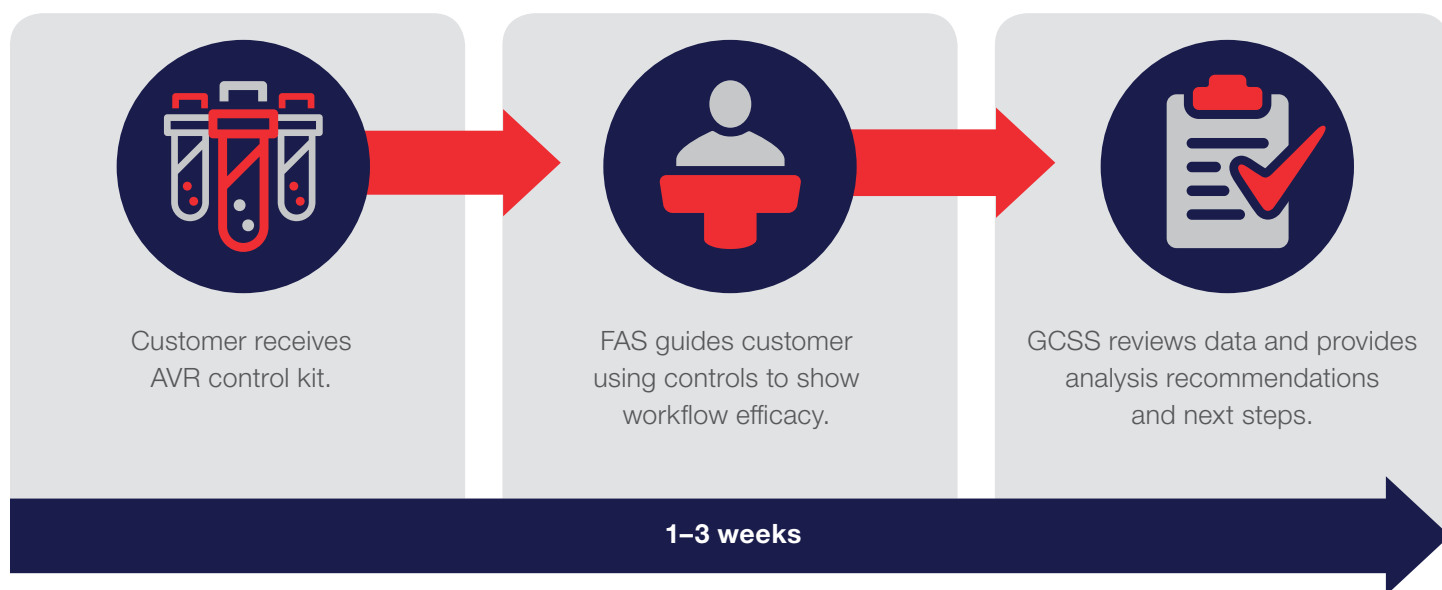 Customer receives
AVR control kit.
FAS guides customer
using controls to show
workflow efficacy.
GCSS reviews data and provides
analysis recommendations
and next steps.
1–3 weeks